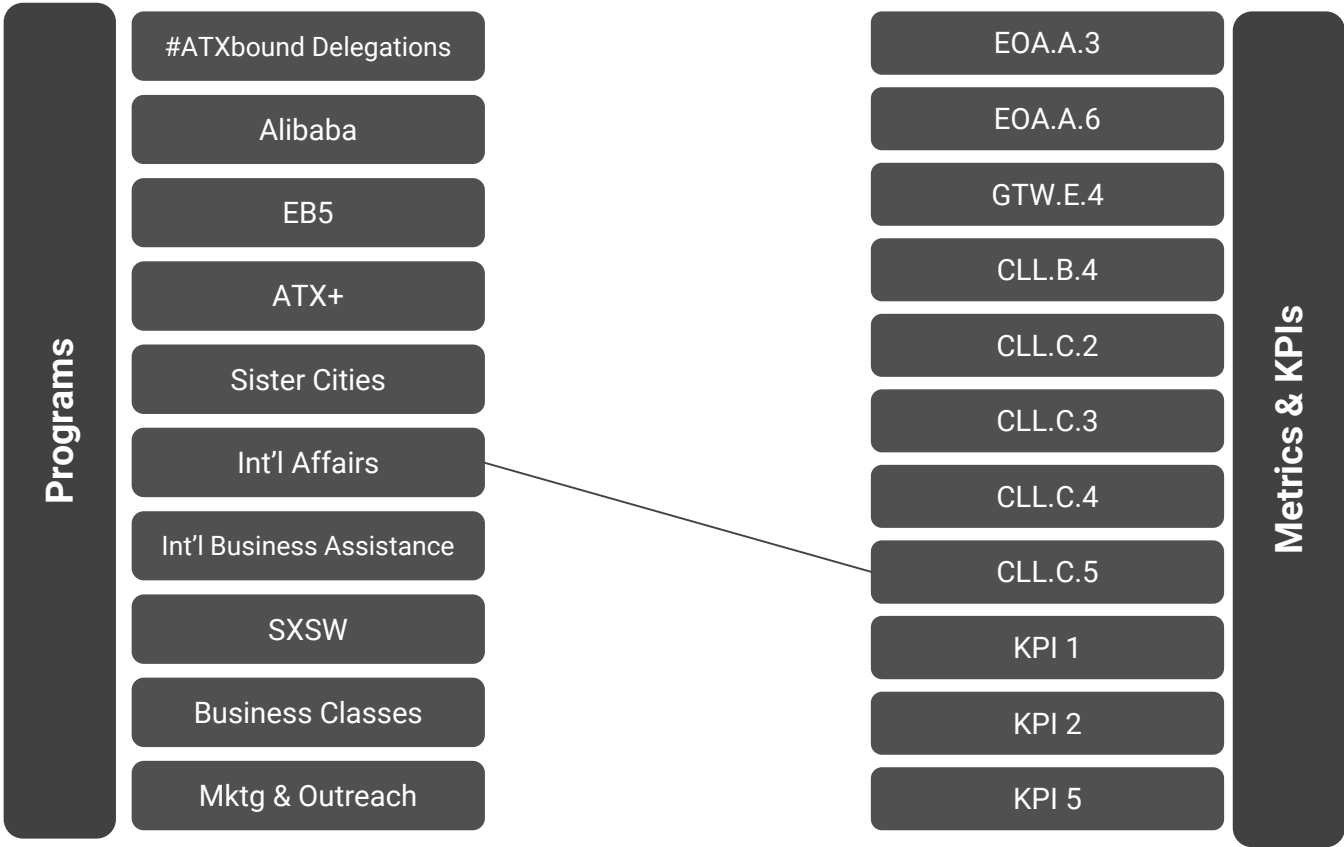 Programs
#ATXbound Delegations
Alibaba
EB5
ATX+
Sister Cities
Int’l Affairs
Int’l Business Assistance
SXSW
Business Classes
Mktg & Outreach
EOA.A.3
EOA.A.6
GTW.E.4
CLL.B.4
CLL.C.2
CLL.C.3
CLL.C.4
CLL.C.5
KPI 1
KPI 2
KPI 5
Metrics & KPIs